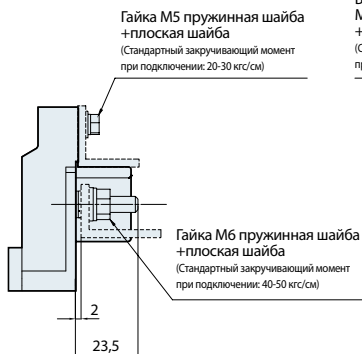 Гайка М5 пружинная шайба
+плоская шайба
(Стандартный закручивающий момент
при подключении: 20-30 кгс/см)
М
+
(С
пр
Гайка М6 пружинная шайба
+плоская шайба
(Стандартный закручивающий момент
при подключении: 40-50 кгс/см)
2
23,5